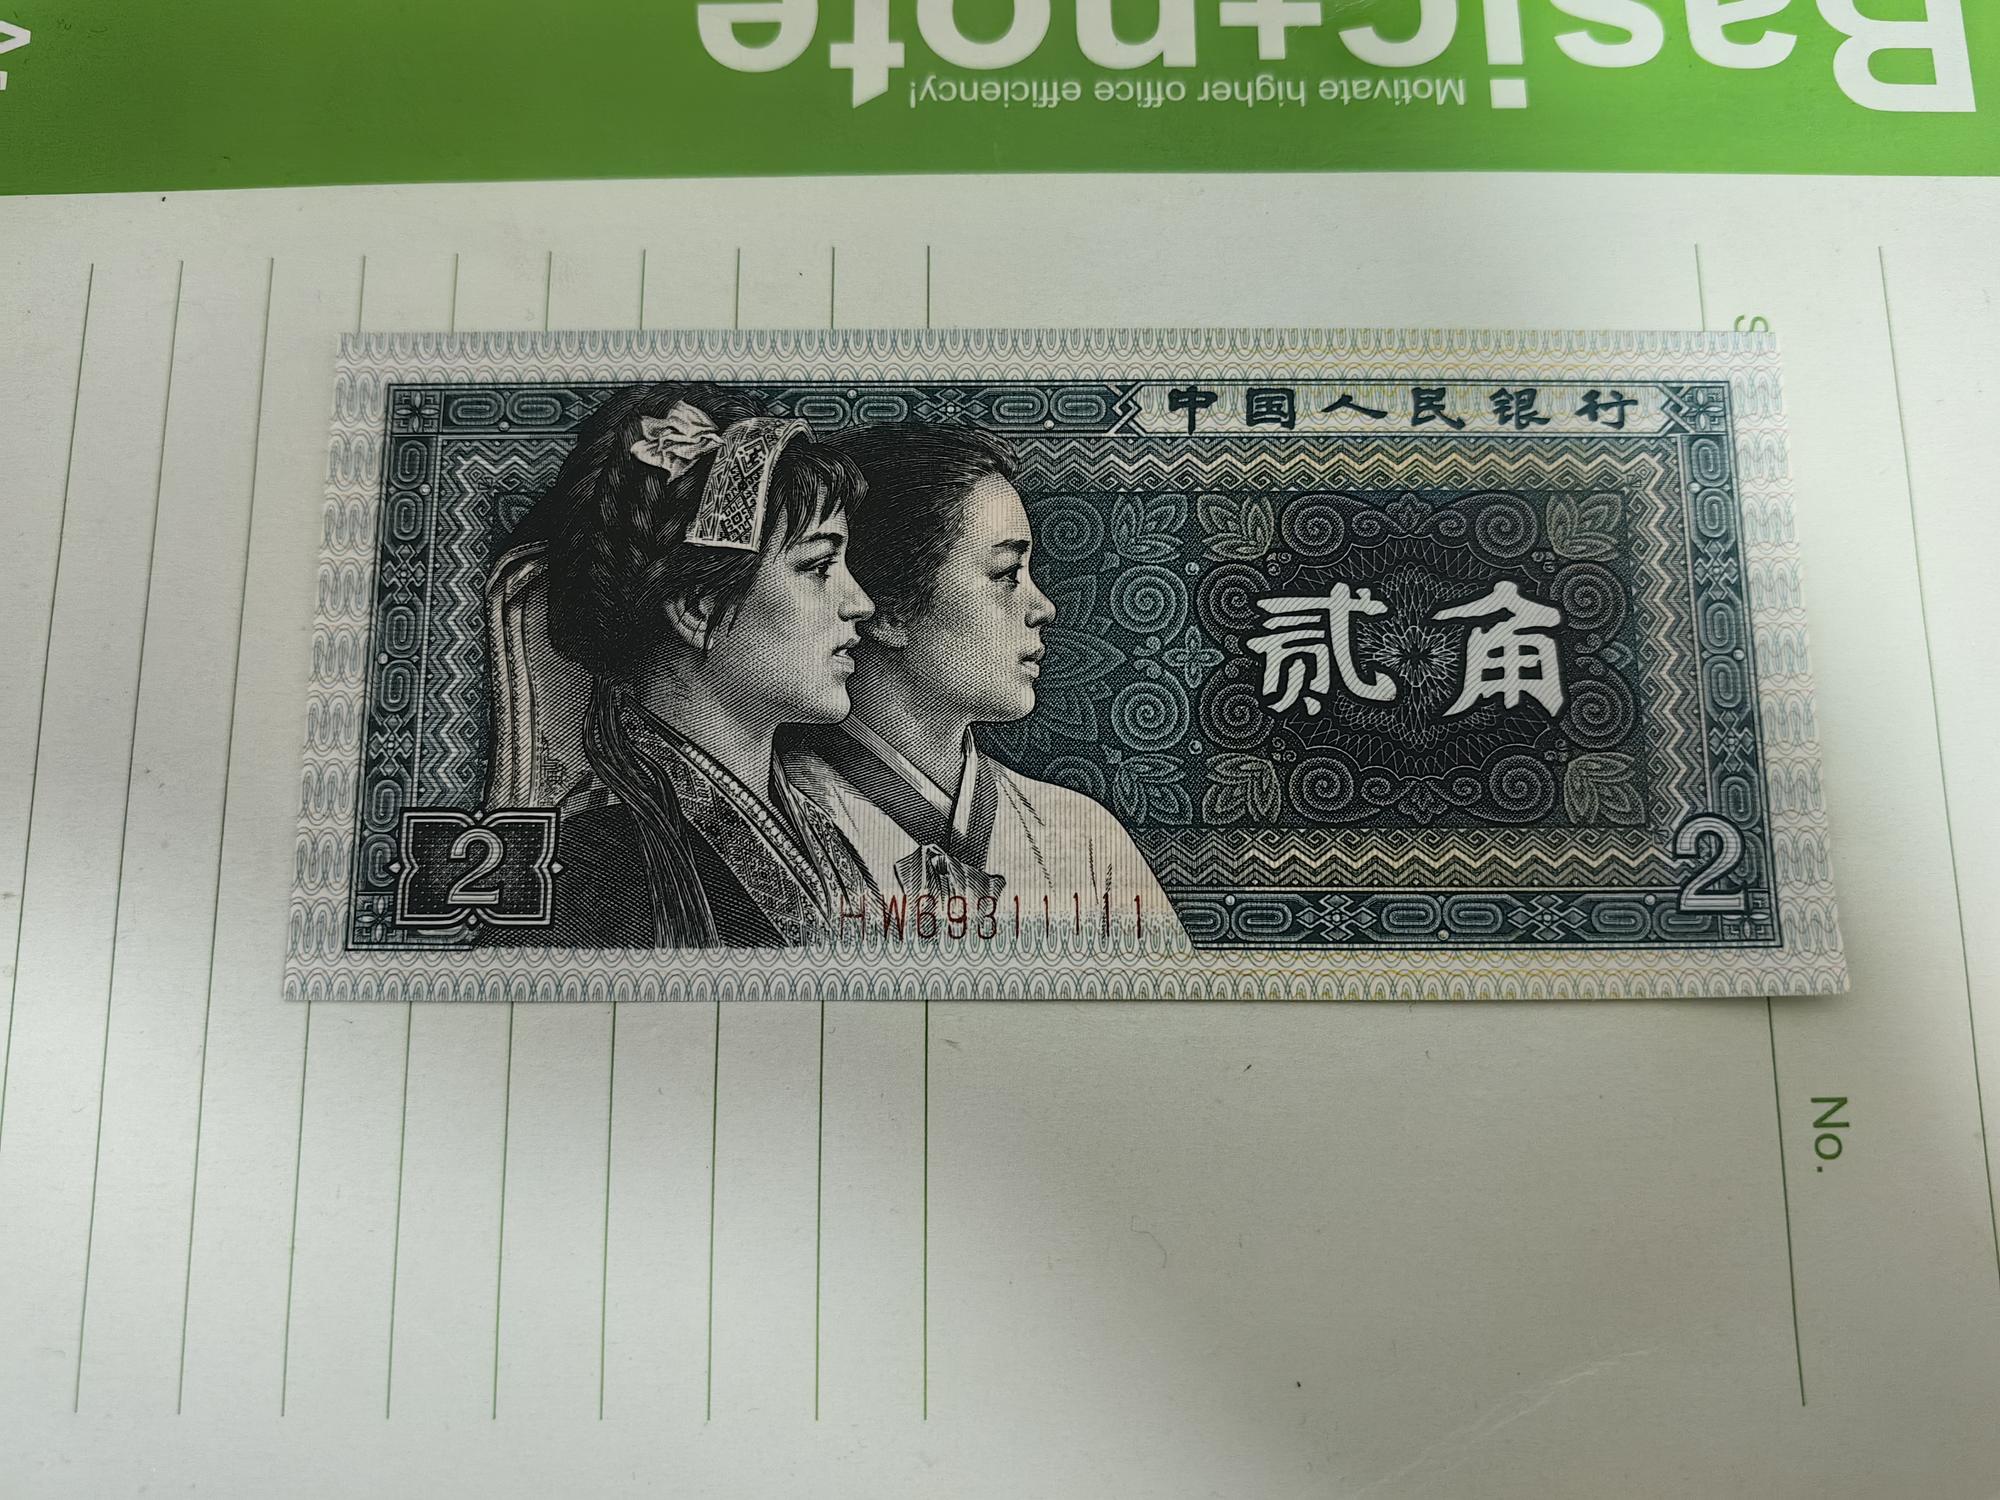 Basic+note
Motivate higher office efficiency!
中国人民银行
贰角
2
2
HW69311111
No.